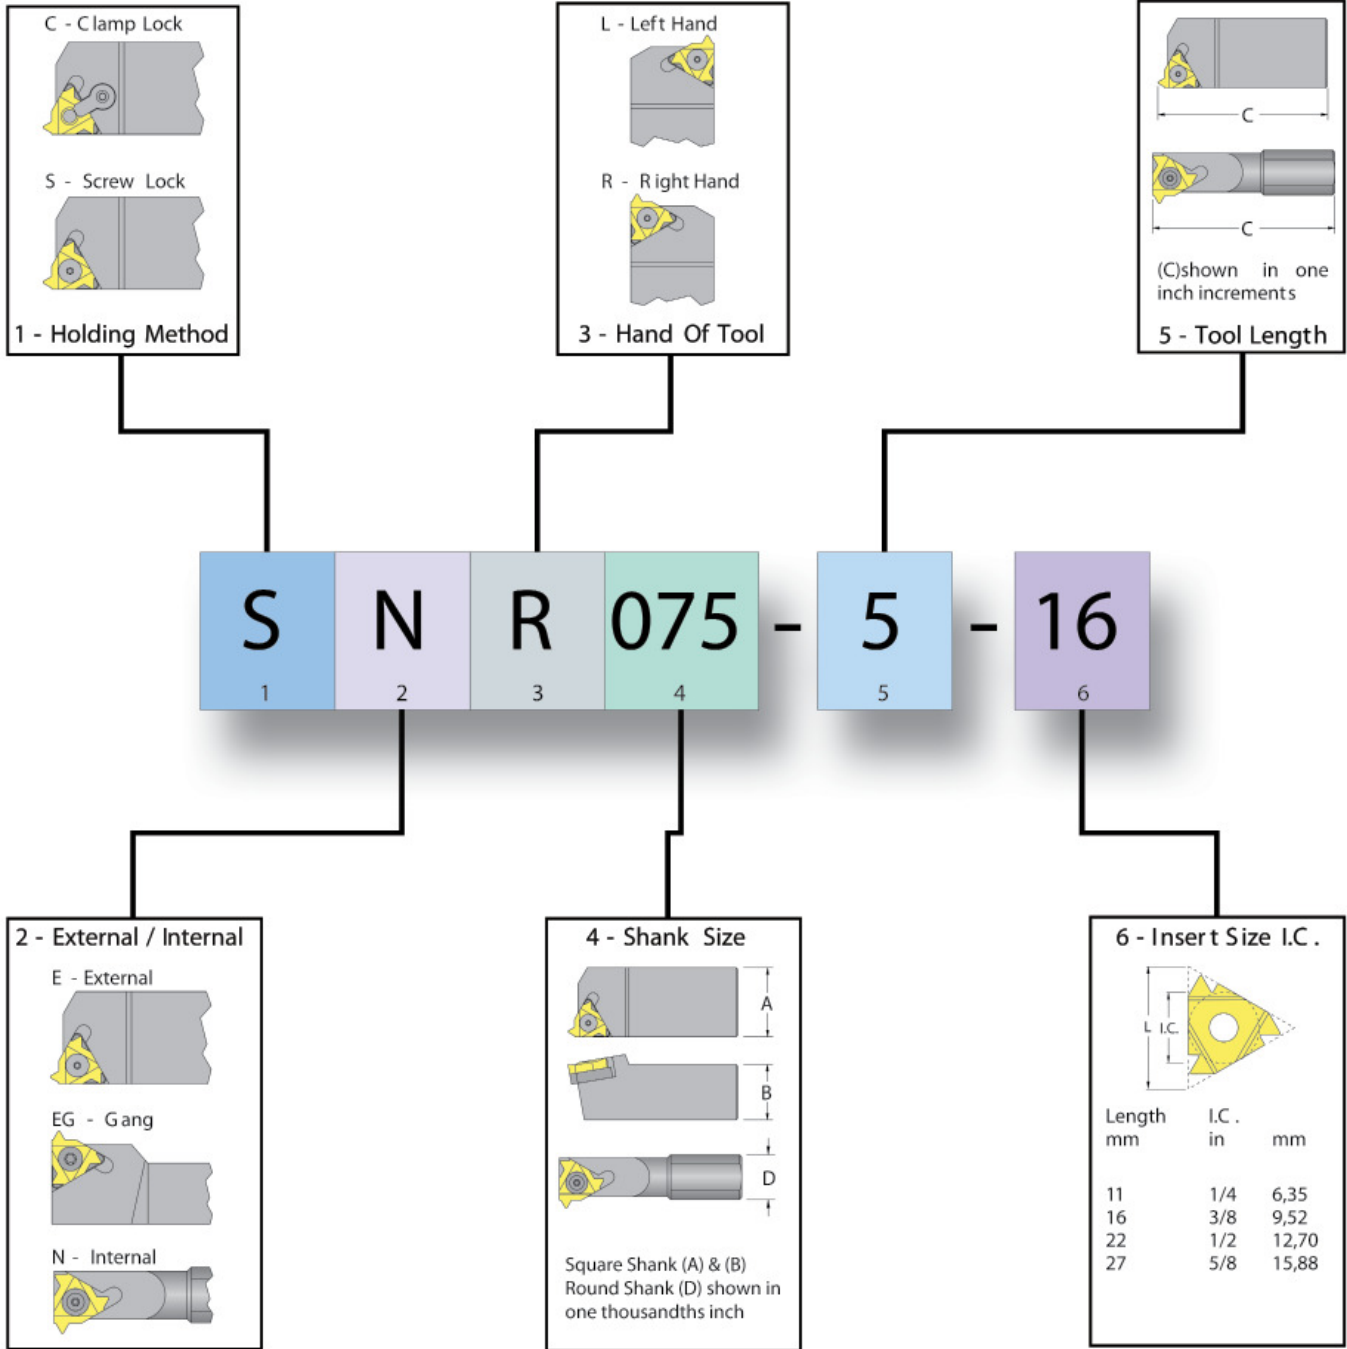 C - Clamp Lock
S - Screw Lock
1 - Holding Method
L - Left Hand
R - Right Hand
3 - Hand Of Tool
C
C
(C)shown in one
inch increments
5 - Tool Length
S N R 075 - 5 - 16
1 2 3 4 5 6
2 - External / Internal
E - External
EG - Gang
N - Internal
4 - Shank Size
A
B
D
Square Shank (A) & (B)
Round Shank (D) shown in
one thousandths inch
6 - Insert Size I.C.
L I.C.
Length I.C.
mm in mm
11 1/4 6,35
16 3/8 9,52
22 1/2 12,70
27 5/8 15,88